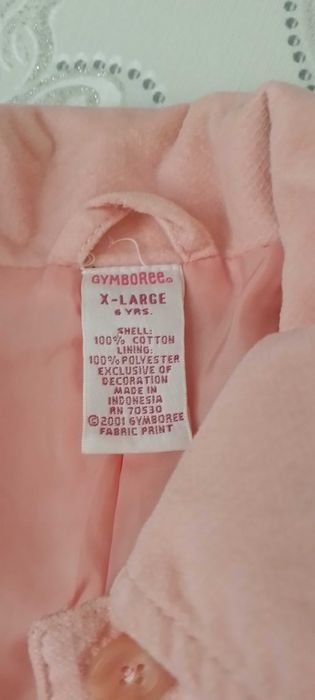 GYMBOREE®
X-LARGE
6 YRS.
SHELL:
100% COTTON
LINING:
100% POLYESTER
EXCLUSIVE OF
DECORATION
MADE IN
INDONESIA
RN 70530
©2001 GYMBOREE
FABRIC PRINT